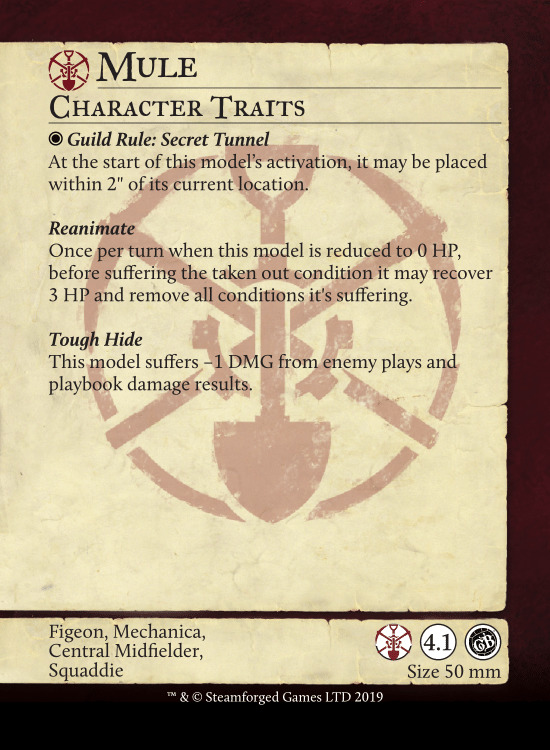 Mule
Character Traits
Guild Rule: Secret Tunnel
At the start of this model's activation, it may be placed
within 2" of its current location.
Reanimate
Once per turn when this model is reduced to 0 HP,
before suffering the taken out condition it may recover
3 HP and remove all conditions it's suffering.
Tough Hide
This model suffers –1 DMG from enemy plays and
playbook damage results.
Figeon, Mechanica,
Central Midfielder,
Squaddie
4.1
GB
Size 50 mm
™ & © Steamforged Games LTD 2019